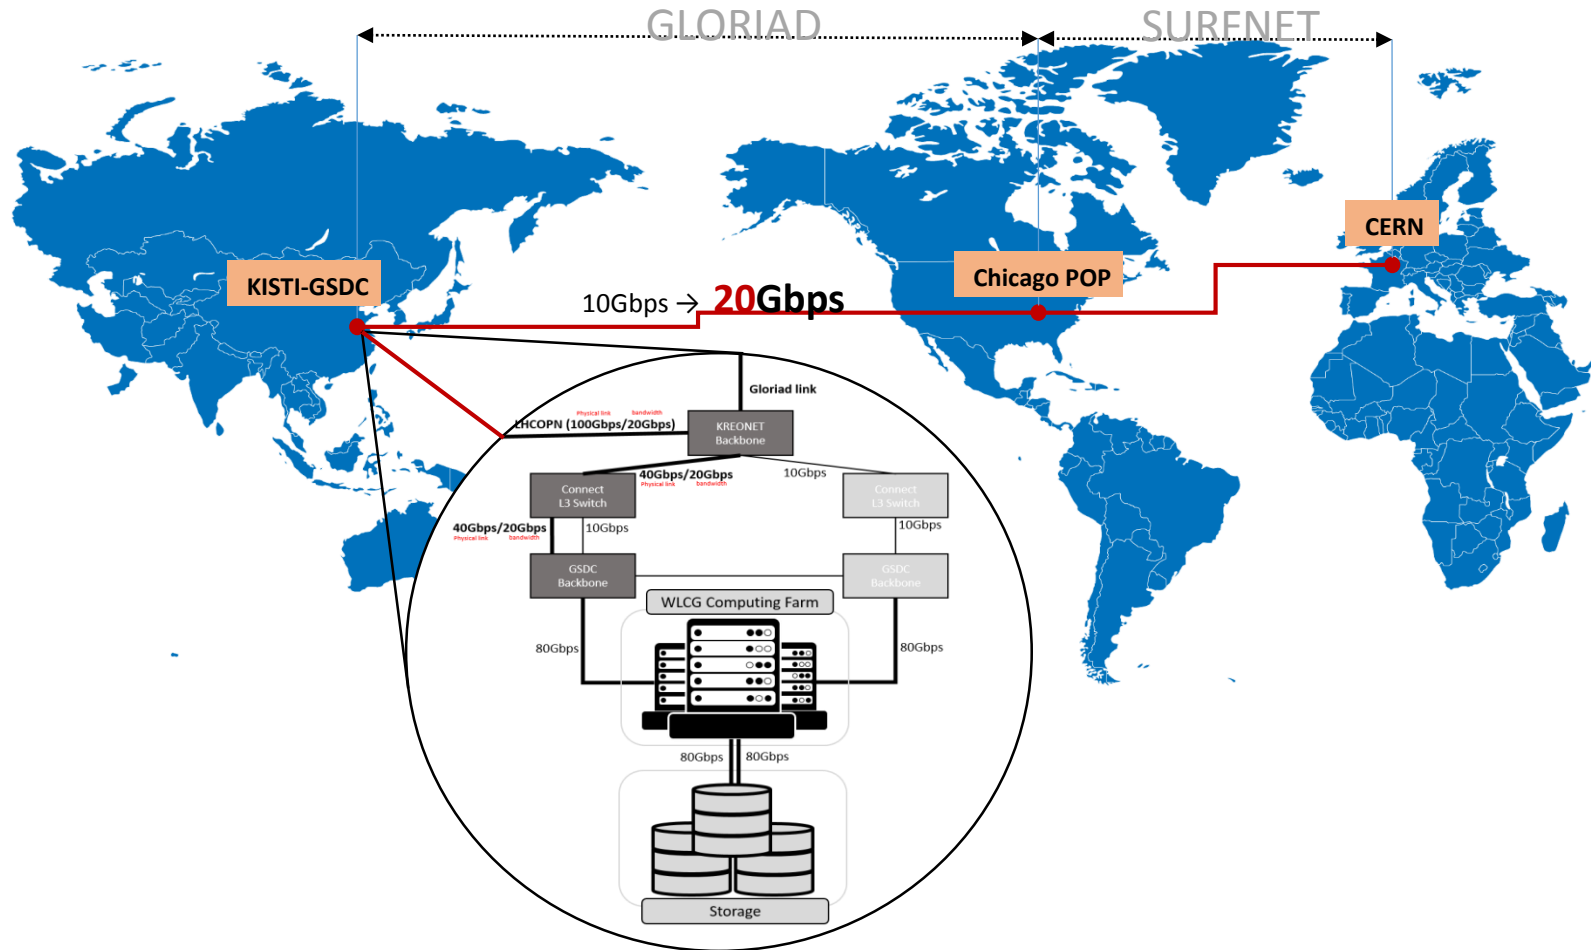 GLORIAD
SURFNET
CERN
KISTI-GSDC
Chicago POP
10Gbps → 20Gbps
Gloriad link
Physical link bandwidth
LHCOPN (100Gbps/20Gbps)
KREONET
Backbone
40Gbps/20Gbps
Physical link bandwidth
10Gbps
Connect
L3 Switch
Connect
L3 Switch
40Gbps/20Gbps
Physical link bandwidth
10Gbps
10Gbps
GSDC
Backbone
GSDC
Backbone
WLCG Computing Farm
80Gbps
80Gbps
80Gbps
80Gbps
Storage